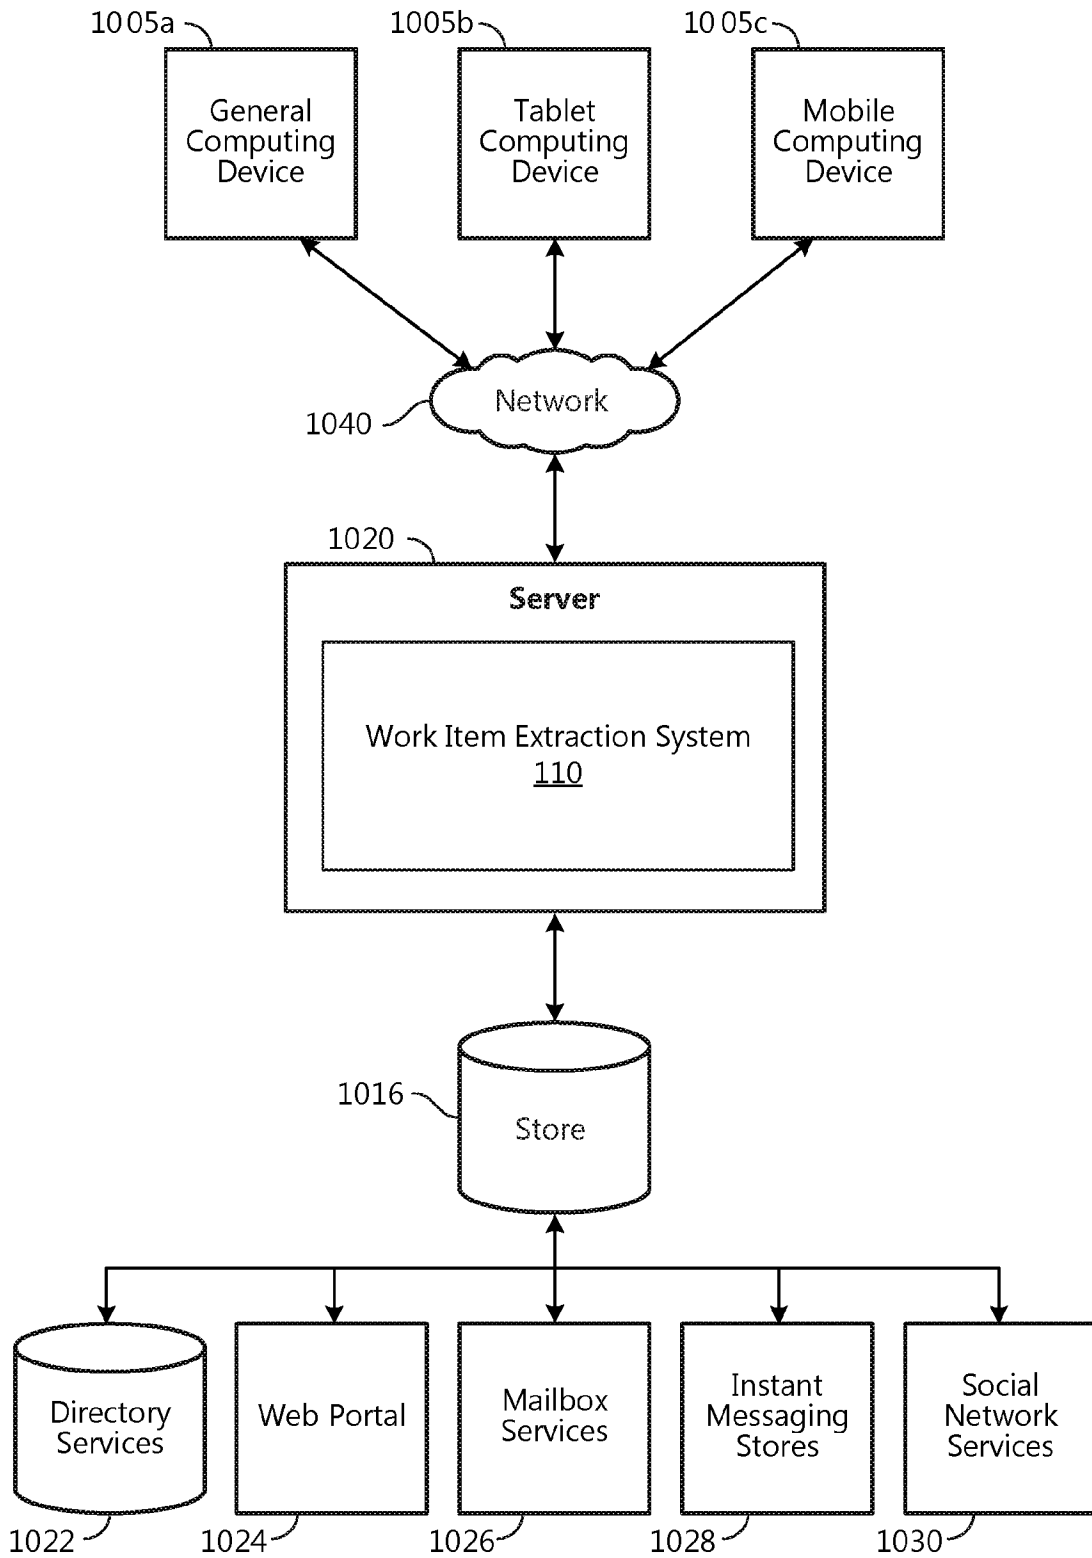 1005a
1005b
1005c
General
Computing
Device
Tablet
Computing
Device
Mobile
Computing
Device
Network
1040
1020
Server
Work Item Extraction System
110
1016
Store
Directory
Services
Web Portal
Mailbox
Services
Instant
Messaging
Stores
Social
Network
Services
1022
1024
1026
1028
1030